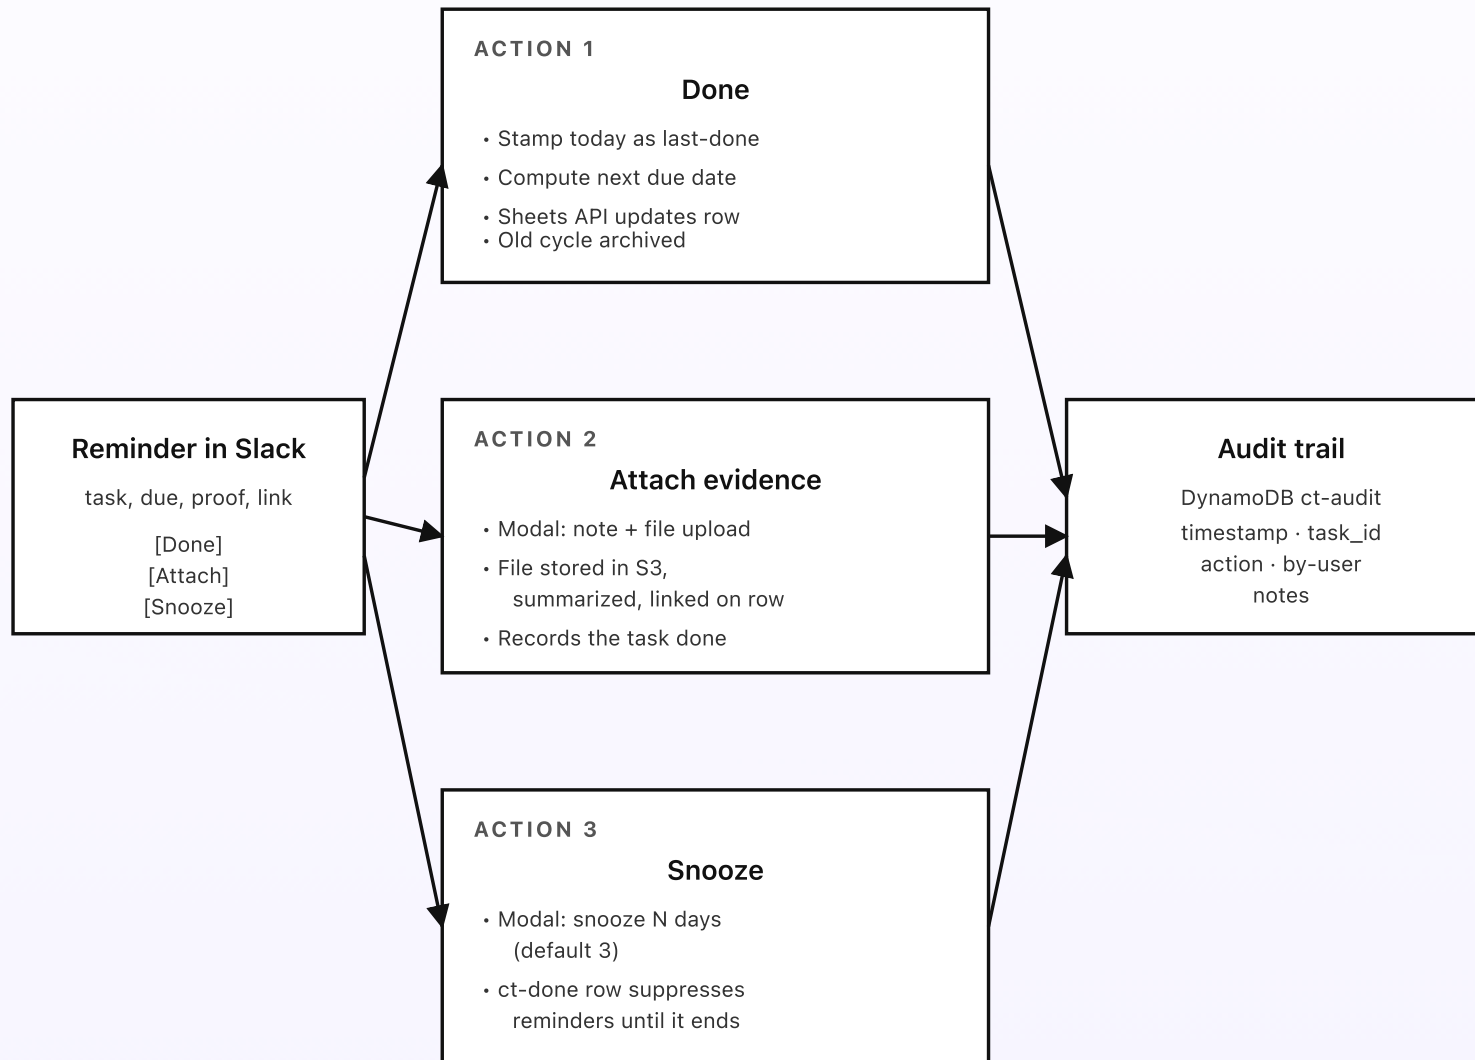 ACTION 1
Done
• Stamp today as last-done
• Compute next due date
• Sheets API updates row
• Old cycle archived
Reminder in Slack
task, due, proof, link
[Done]
[Attach]
[Snooze]
ACTION 2
Attach evidence
• Modal: note + file upload
• File stored in S3,
summarized, linked on row
• Records the task done
Audit trail
DynamoDB ct-audit
timestamp · task_id
action · by-user
notes
ACTION 3
Snooze
• Modal: snooze N days
(default 3)
• ct-done row suppresses
reminders until it ends